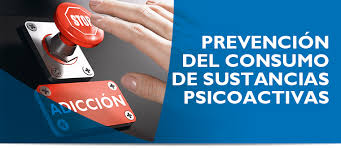 STOP
ADICCIÓN
PREVENCIÓN
DEL CONSUMO
DE SUSTANCIAS
PSICOACTIVAS